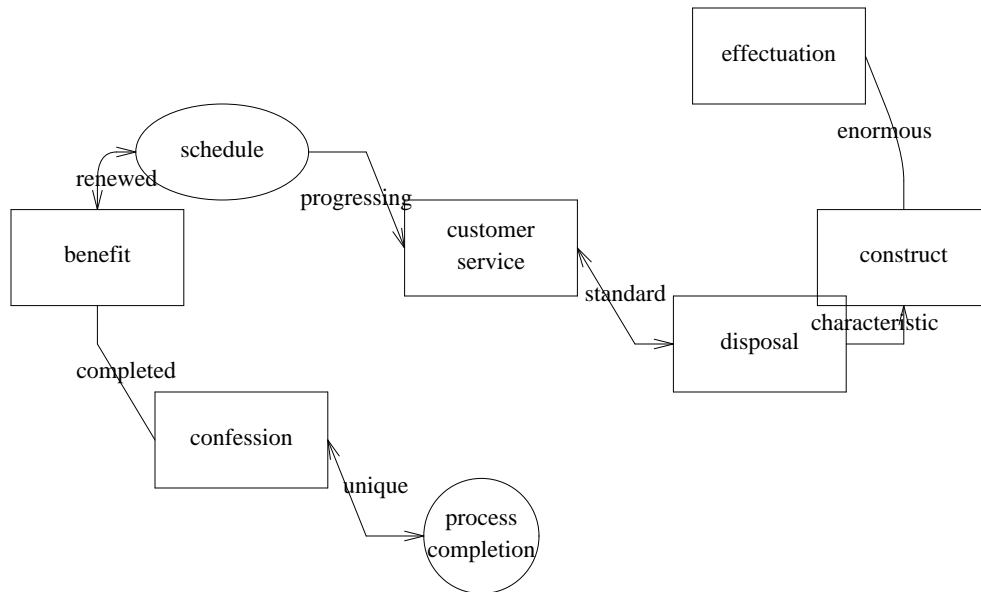 effectuation
enormous
schedule
renewed
progressing
customer
service
benefit
construct
standard
characteristic
disposal
completed
confession
unique
process
completion